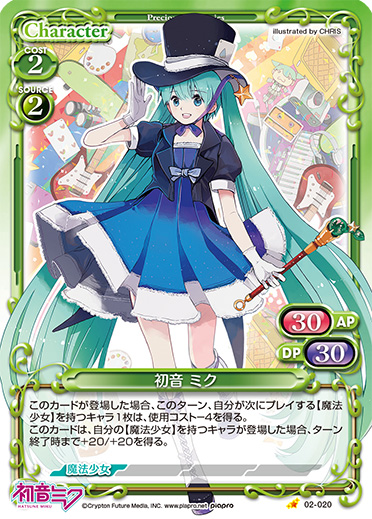 Precious Memories
Character
illustrated by CHRIS
COST
2
SOURCE
2
30 AP
DP 30
初音 ミク
このカードが登場した場合、このターン、自分が次にプレイする【魔法
少女】を持つキャラ1枚は、使用コスト－4を得る。
このカードは、自分の【魔法少女】を持つキャラが登場した場合、ターン
終了時まで＋20/＋20を得る。
魔法少女
初音ミク
HATSUNE MIKU
©Crypton Future Media, INC. www.piapro.net piapro
02-020